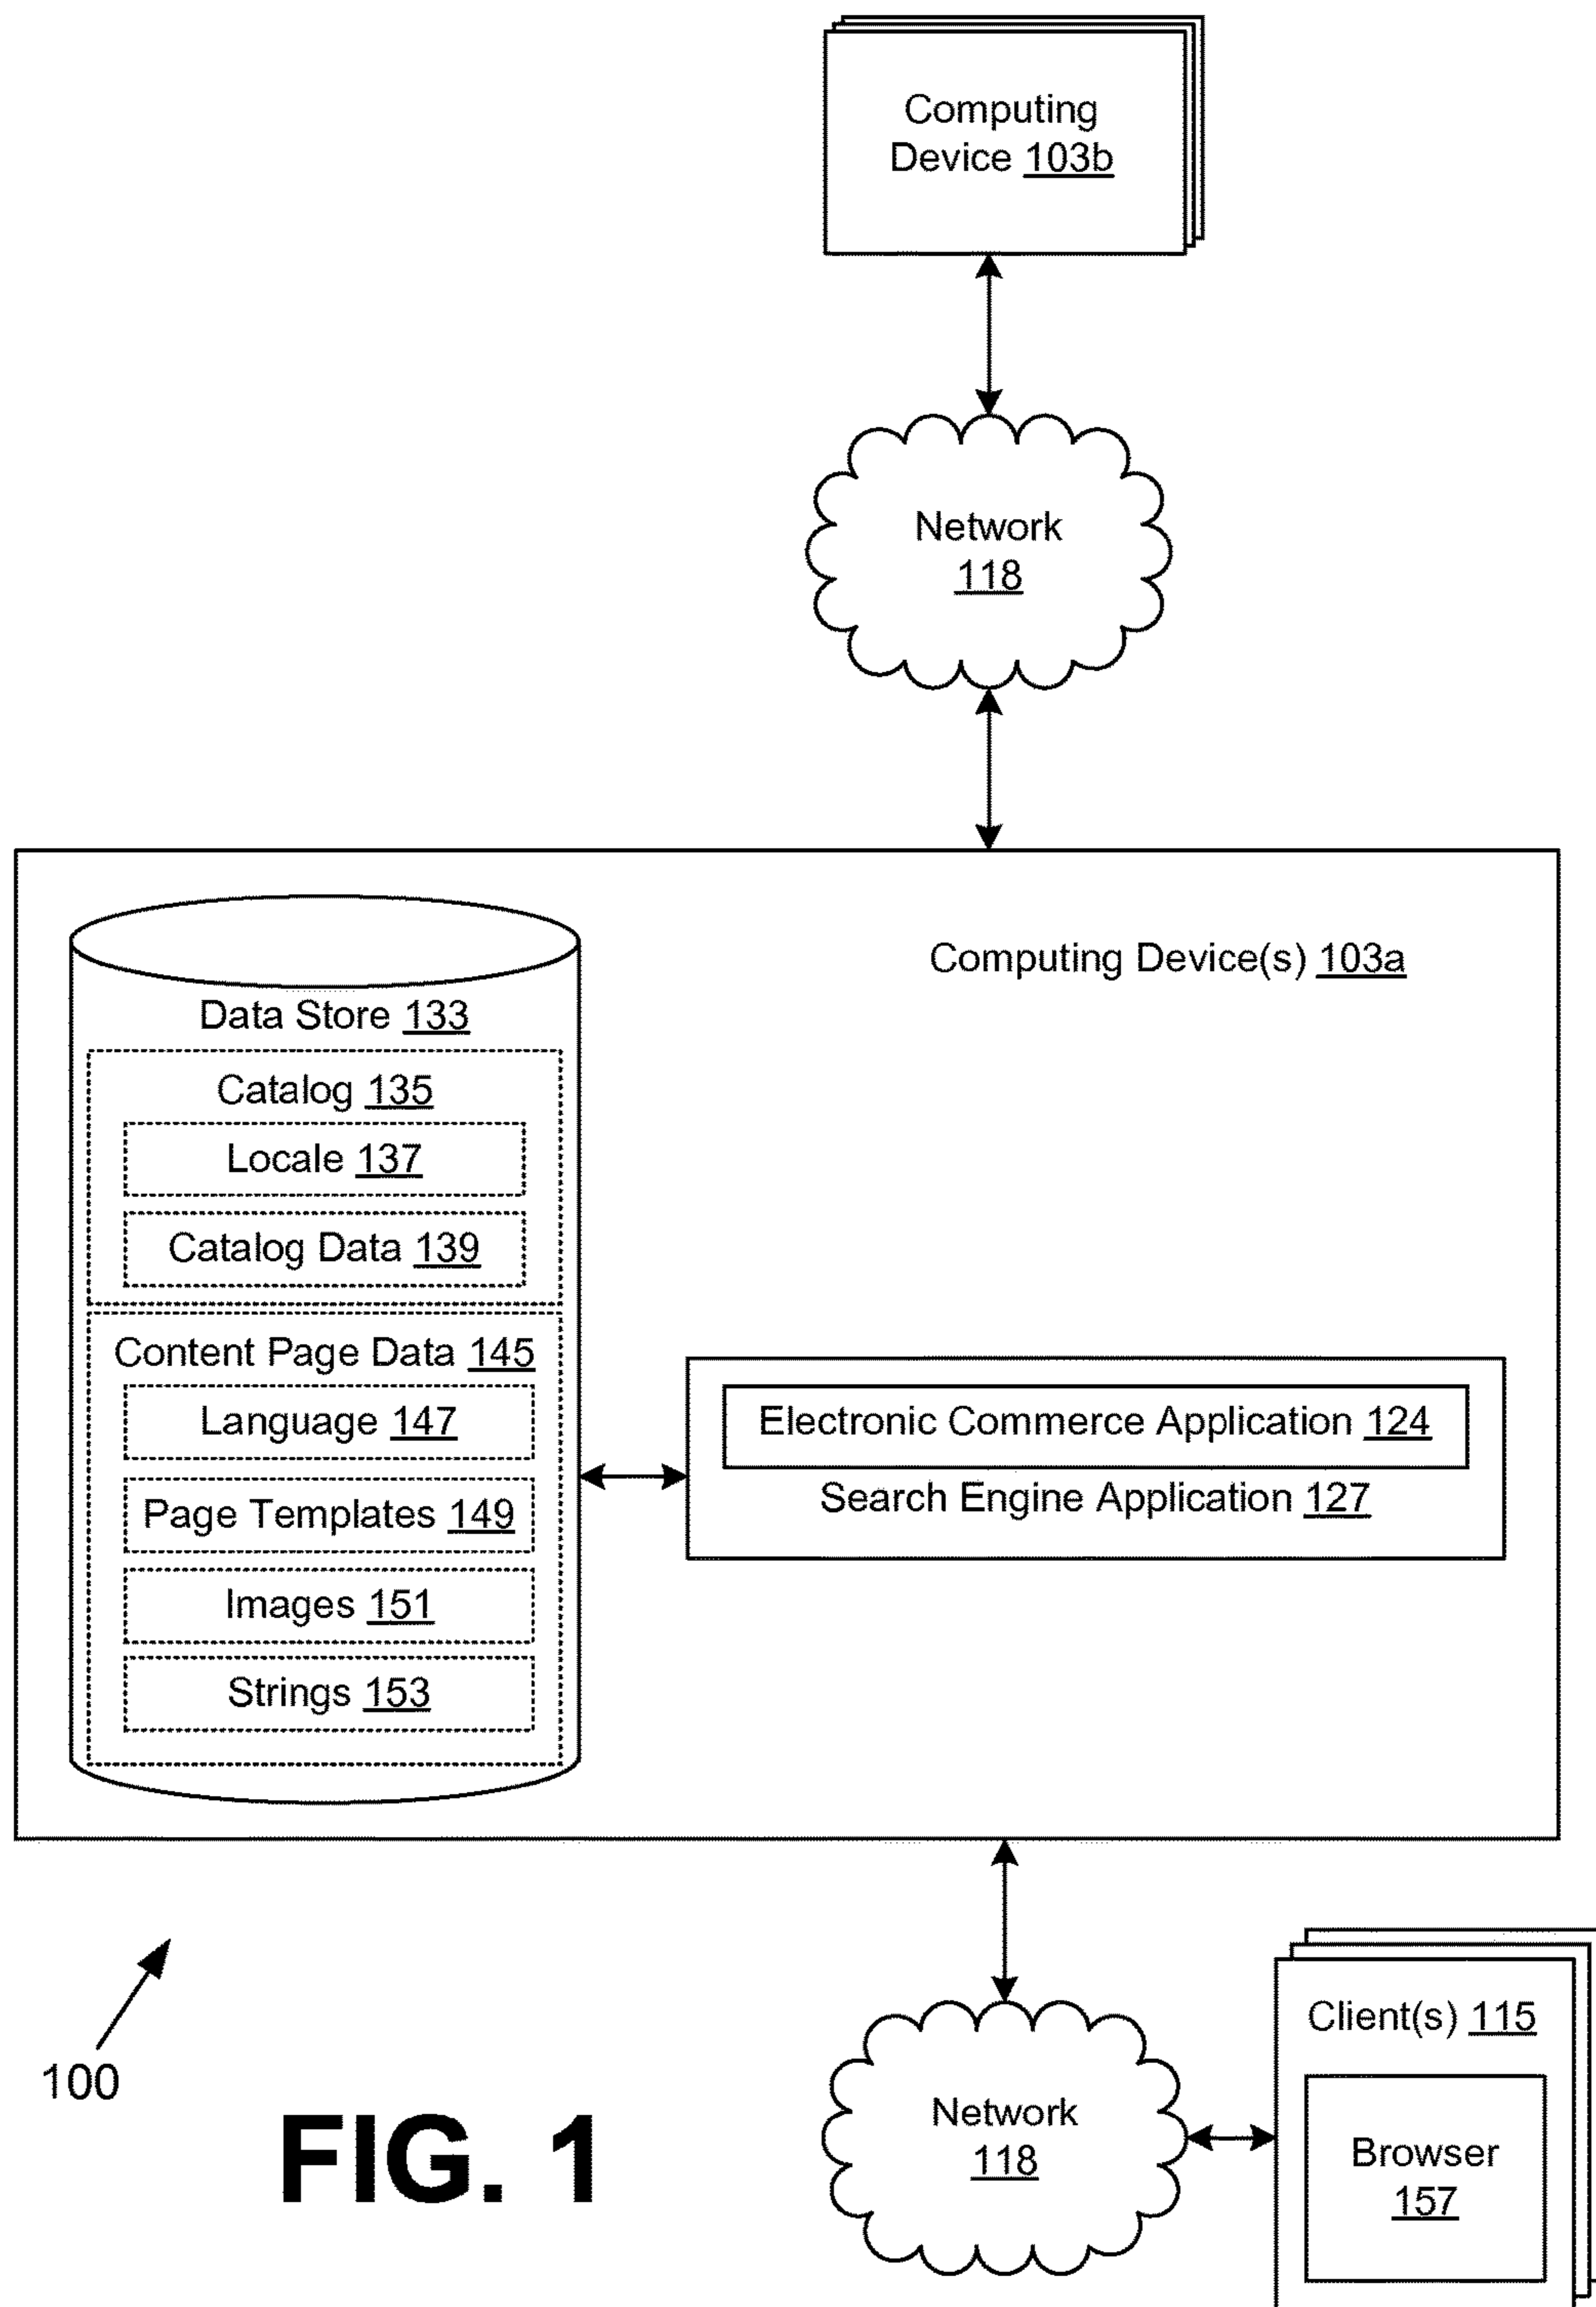 Computing
Device 103b
Network
118
Computing Device(s) 103a
Data Store 133
Catalog 135
Locale 137
Catalog Data 139
Content Page Data 145
Language 147
Page Templates 149
Images 151
Strings 153
Electronic Commerce Application 124
Search Engine Application 127
100
FIG. 1
Network
118
Client(s) 115
Browser
157